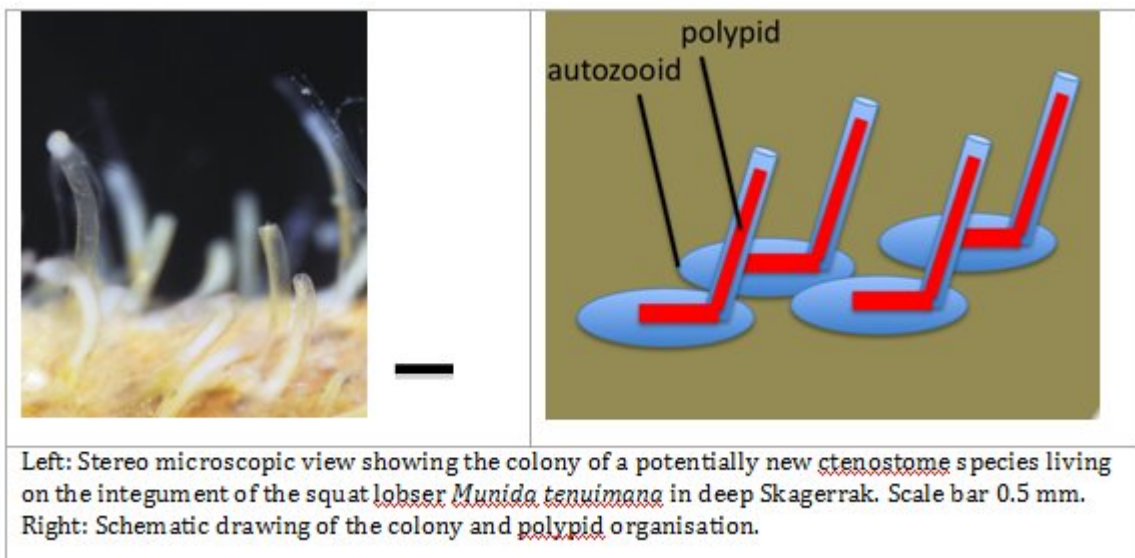 polypid
autozooid
Left: Stereo microscopic view showing the colony of a potentially new ctenostome species living
on the integument of the squat lobser Munida tenuimana in deep Skagerrak. Scale bar 0.5 mm.
Right: Schematic drawing of the colony and polypid organisation.